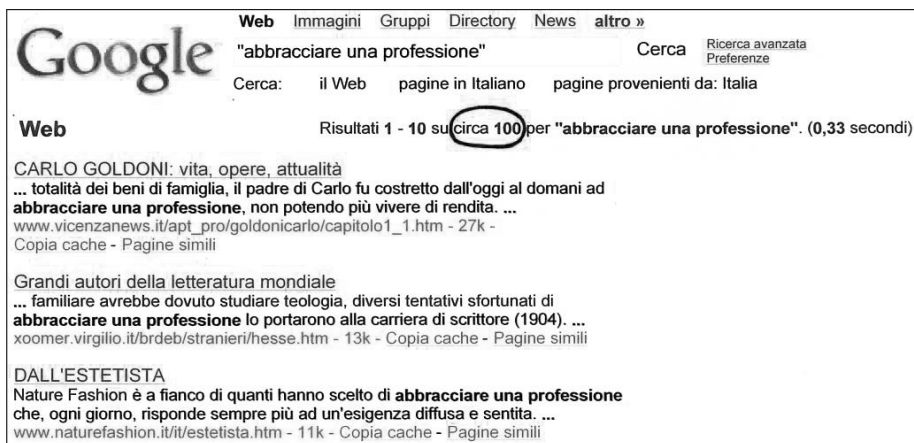 Google
Web Immagini Gruppi Directory News altro »
"abbracciare una professione" Cerca Ricerca avanzata
Preferenze
Cerca: il Web pagine in Italiano pagine provenienti da: Italia
Web Risultati 1 - 10 su circa 100 per "abbracciare una professione". (0,33 secondi)
CARLO GOLDONI: vita, opere, attualità
... totalità dei beni di famiglia, il padre di Carlo fu costretto dall'oggi al domani ad
abbracciare una professione, non potendo più vivere di rendita. ...
www.vicenzanews.it/apt_pro/goldonicarlo/capitolo1_1.htm - 27k -
Copia cache - Pagine simili
Grandi autori della letteratura mondiale
... familiare avrebbe dovuto studiare teologia, diversi tentativi sfortunati di
abbracciare una professione lo portarono alla carriera di scrittore (1904). ...
xoomer.virgilio.it/brdeb/stranieri/hesse.htm - 13k - Copia cache - Pagine simili
DALL'ESTETISTA
Nature Fashion è a fianco di quanti hanno scelto di abbracciare una professione
che, ogni giorno, risponde sempre più ad un'esigenza diffusa e sentita. ...
www.naturefashion.it/it/estetista.htm - 11k - Copia cache - Pagine simili